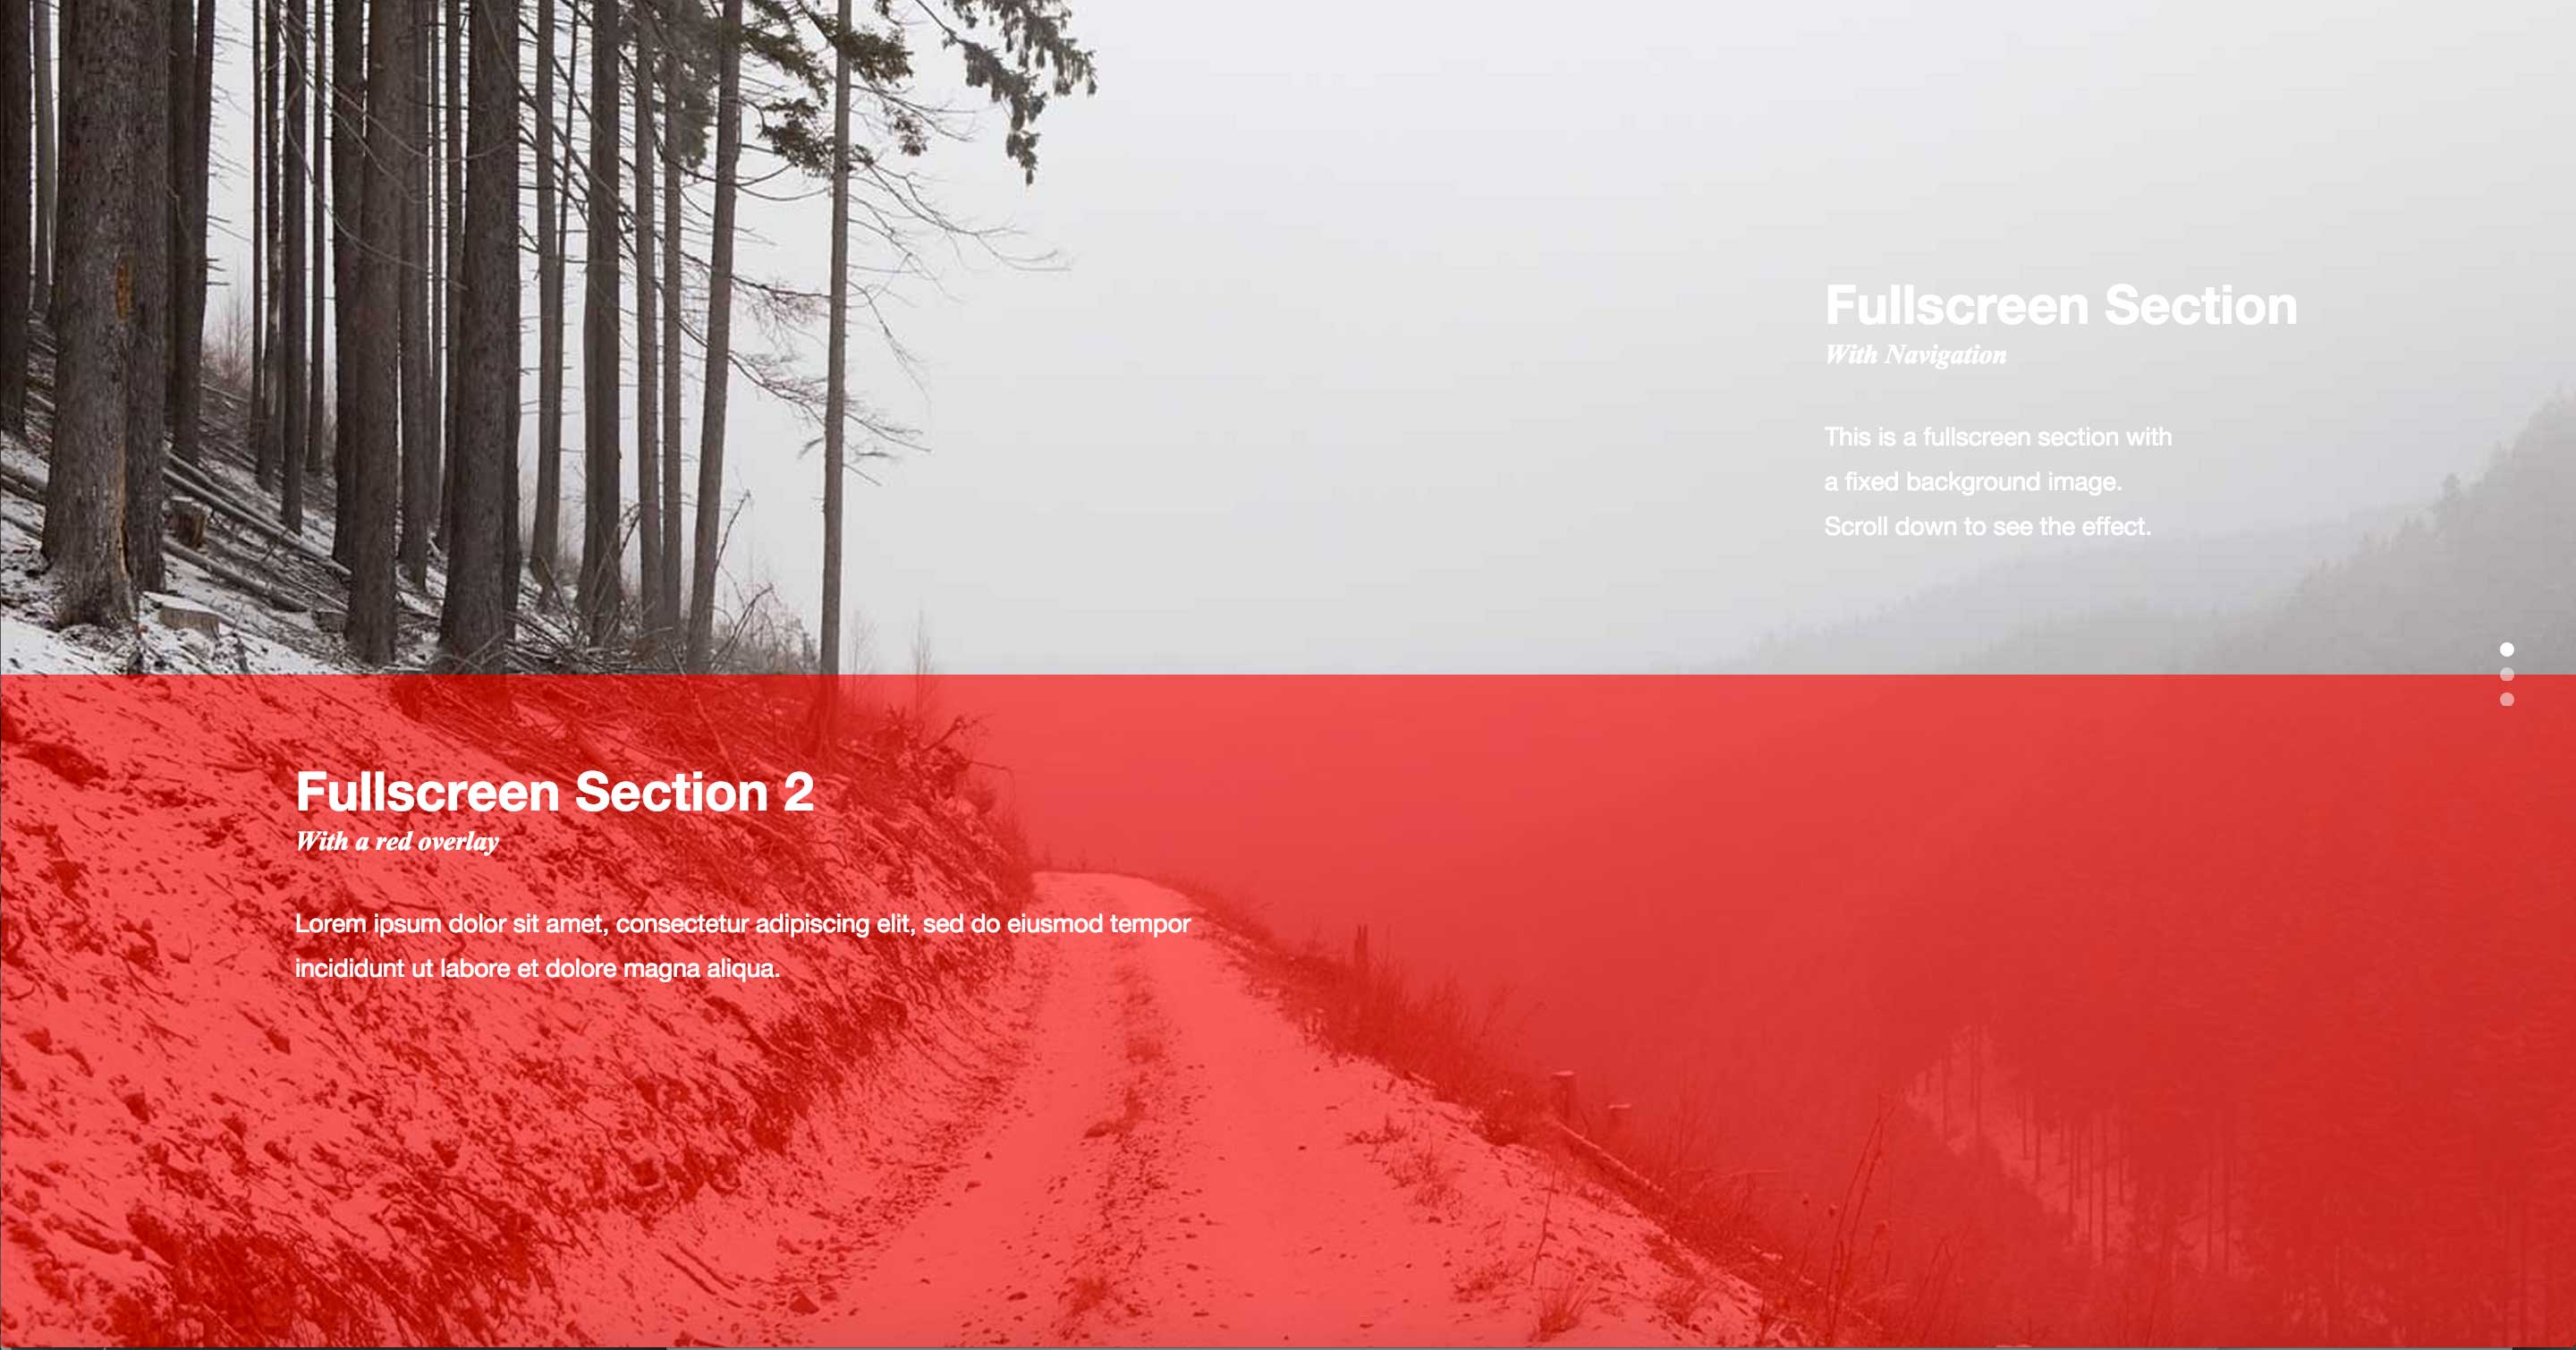 Fullscreen Section
With Navigation
This is a fullscreen section with
a fixed background image.
Scroll down to see the effect.
Fullscreen Section 2
With a red overlay
Lorem ipsum dolor sit amet, consectetur adipiscing elit, sed do eiusmod tempor
incididunt ut labore et dolore magna aliqua.